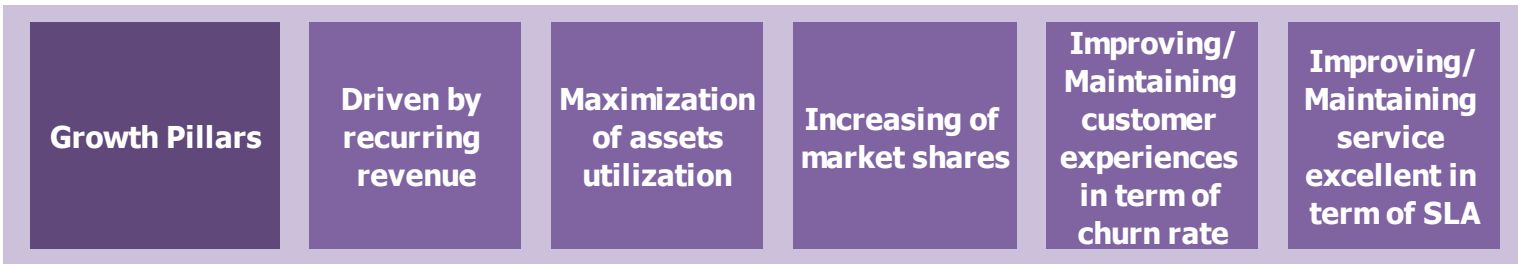 Growth Pillars
Driven by
recurring
revenue
Maximization
of assets
utilization
Increasing of
market shares
Improving/
Maintaining
customer
experiences
in term of
churn rate
Improving/
Maintaining
service
excellent in
term of SLA